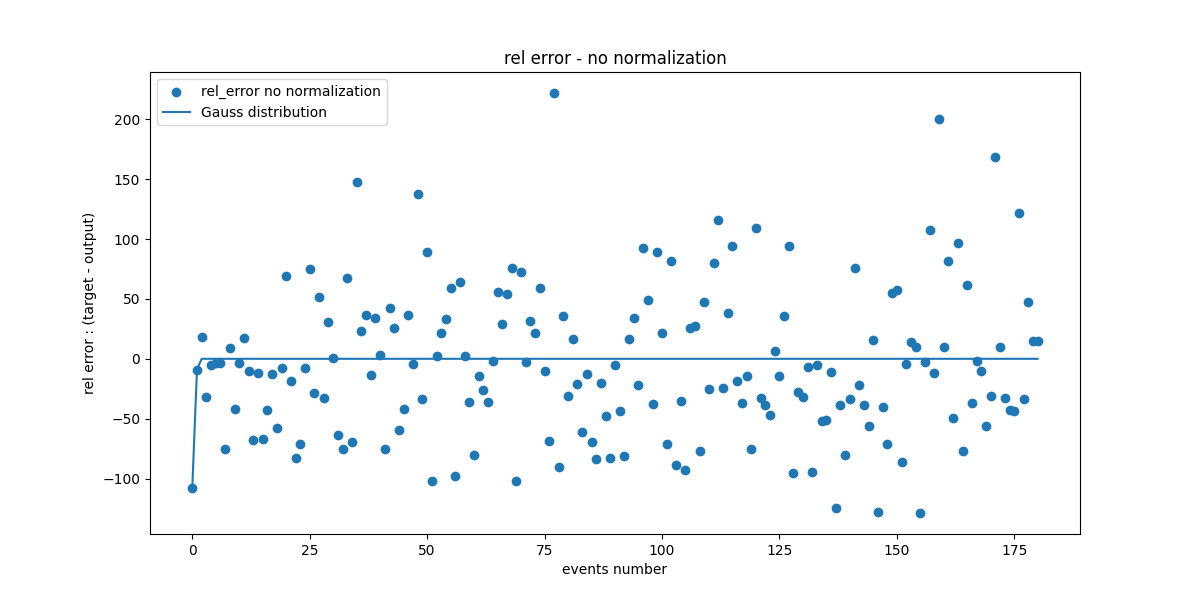 rel error - no normalization
rel_error no normalization
Gauss distribution
rel error : (target - output)
200
150
100
50
0
−50
−100
0 25 50 75 100 125 150 175
events number